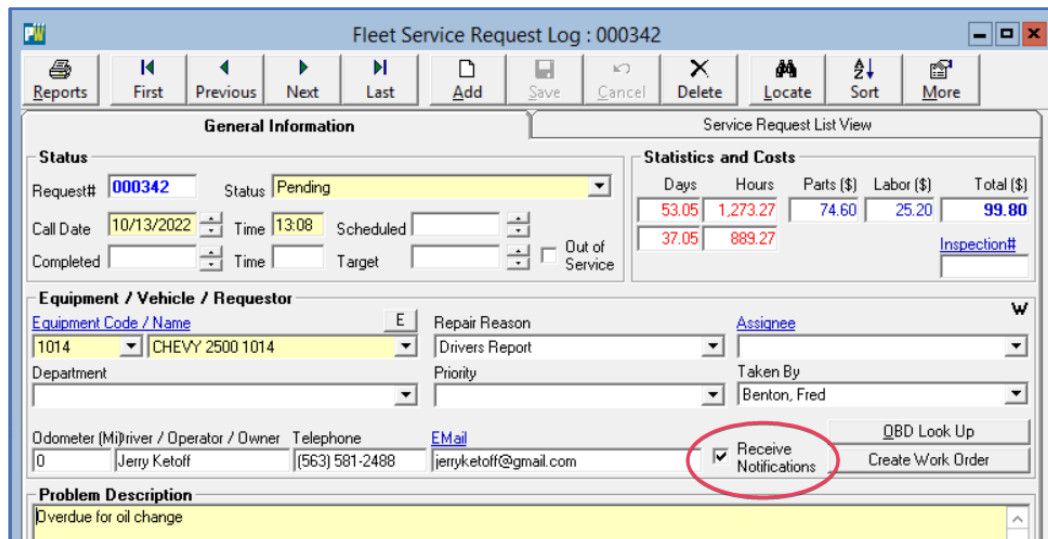 PW Fleet Service Request Log : 000342
Reports First Previous Next Last Add Save Cancel Delete Locate Sort More
General Information Service Request List View
Status
Request# 000342 Status Pending
Call Date 10/13/2022 Time 13:08 Scheduled
Completed Time Target Out of Service
Statistics and Costs
Days Hours Parts ($) Labor ($) Total ($)
53.05 1,273.27 74.60 25.20 99.80
37.05 889.27
Inspection#
Equipment / Vehicle / Requestor W
Equipment Code / Name E Repair Reason Assignee
1014 CHEVY 2500 1014 Drivers Report
Department Priority Taken By
Benton, Fred
Odometer (Mi)river / Operator / Owner Telephone EMail
0 Jerry Ketoff (563) 581-2488 jerryketoff@gmail.com
Receive Notifications
OBD Look Up
Create Work Order
Problem Description
Overdue for oil change